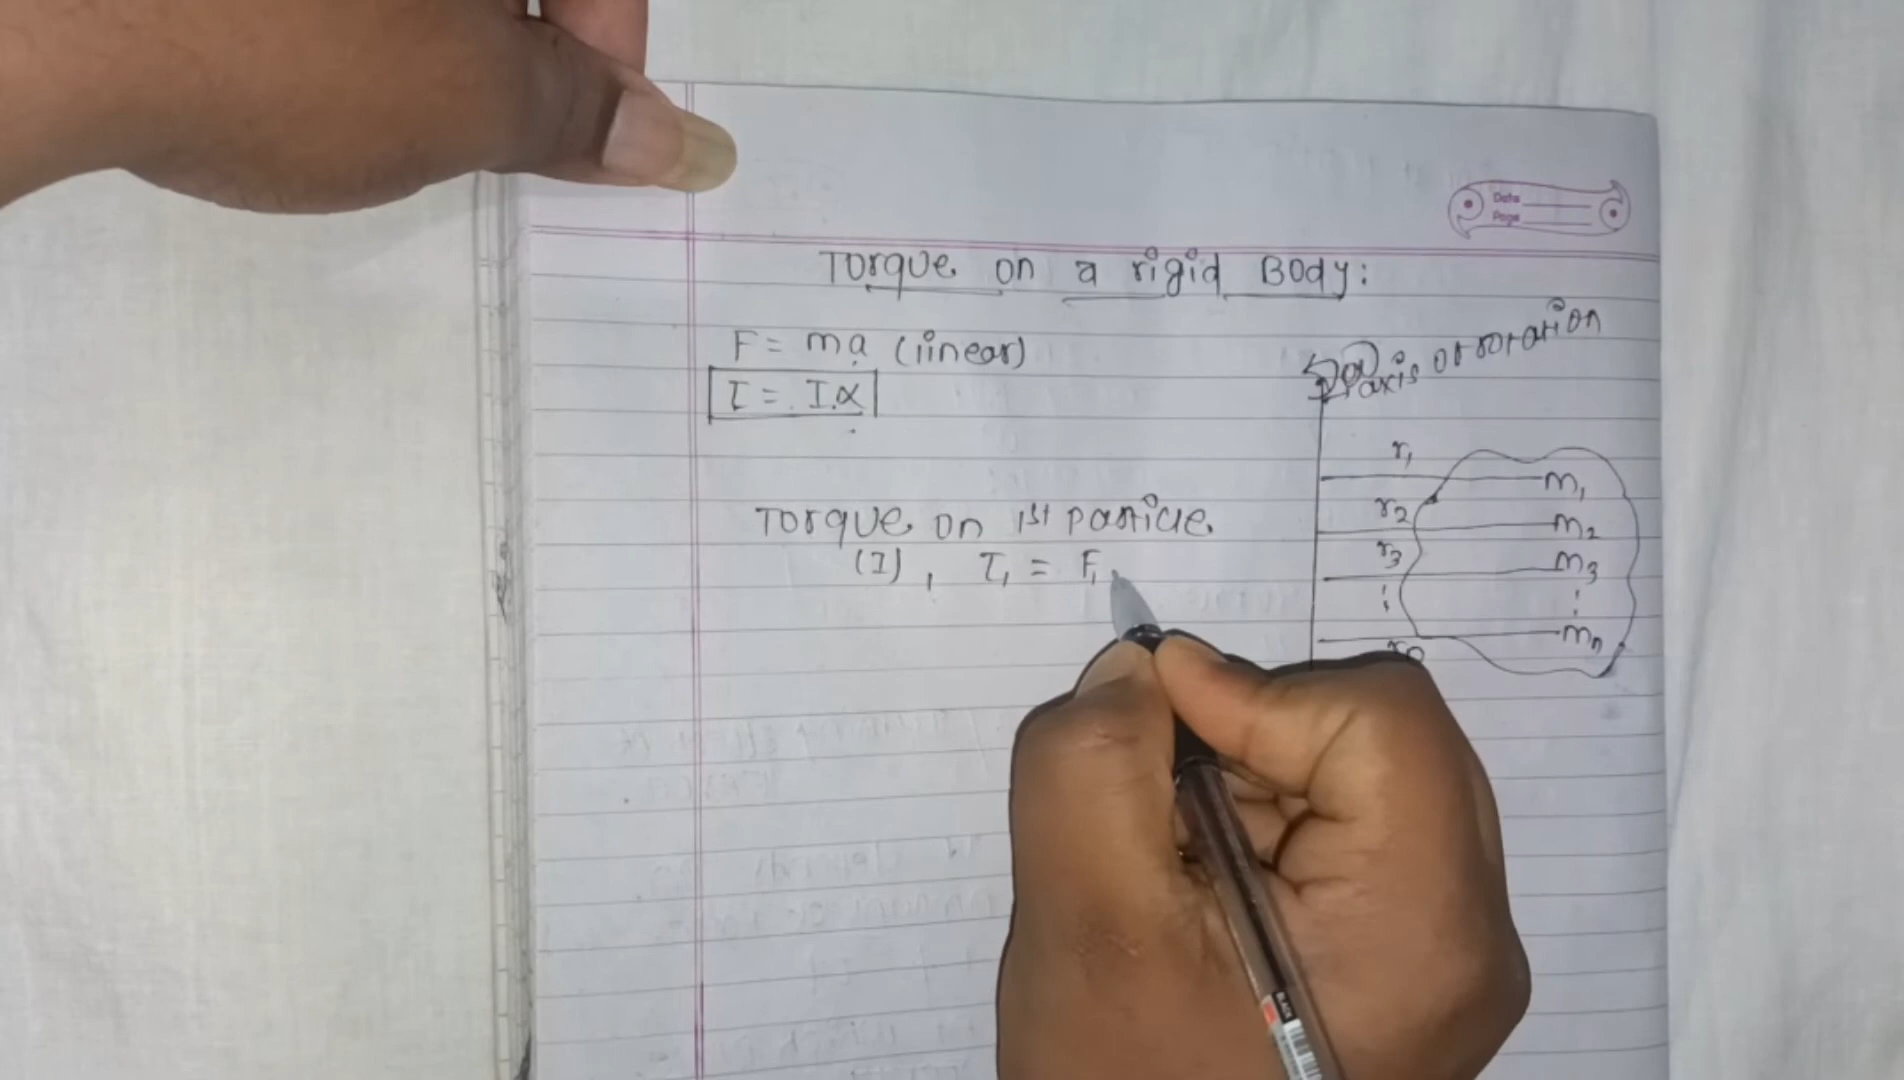 Date
Page
Torque on a rigid Body:
F = ma (linear)
τ = I.α
axis of rotation
r₁ m₁
r₂ m₂
r₃ m₃
⋮ ⋮
mₙ
Torque on 1st particle
(I), τ₁ = F₁
BLACK